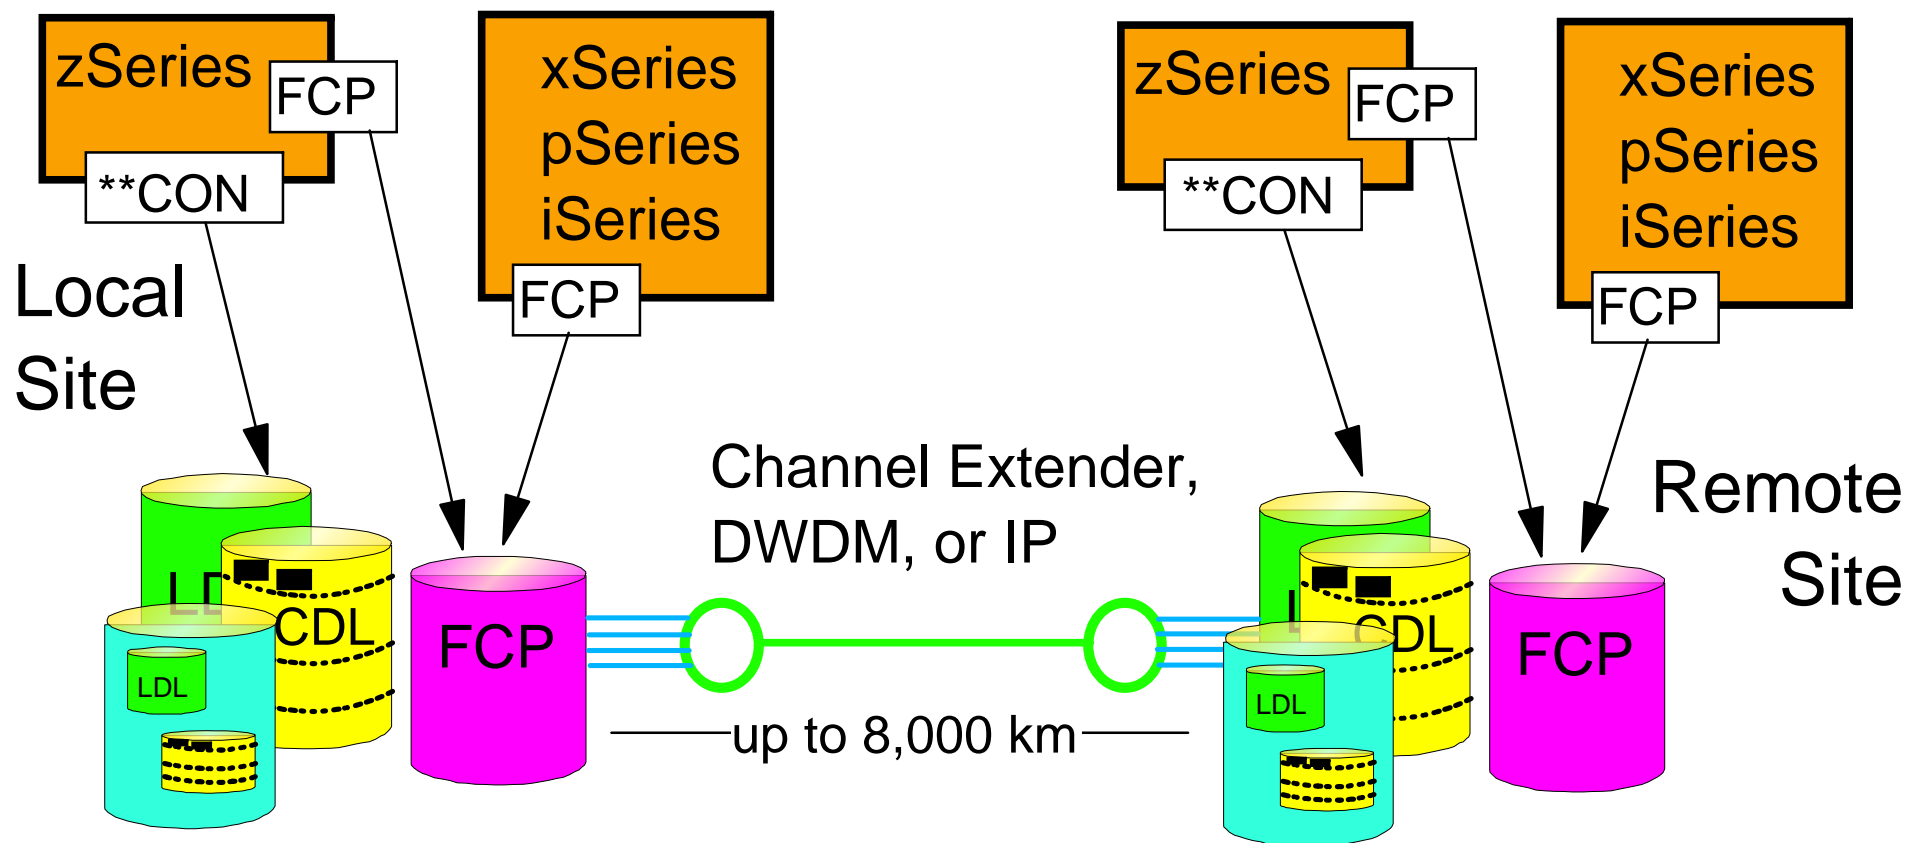 zSeries
FCP
**CON
xSeries
pSeries
iSeries
FCP
zSeries
FCP
**CON
xSeries
pSeries
iSeries
FCP
Local
Site
Channel Extender,
DWDM, or IP
Remote
Site
CDL
LDL
FCP
up to 8,000 km
CDL
LDL
FCP